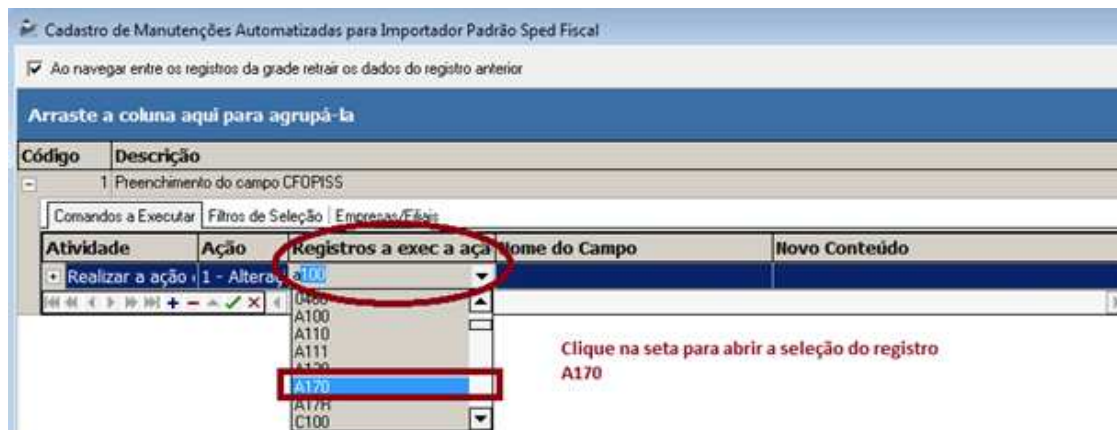 Cadastro de Manutenções Automatizadas para Importador Padrão Sped Fiscal
Ao navegar entre os registros da grade retrair os dados do registro anterior
Arraste a coluna aqui para agrupá-la
Código Descrição
1 Preenchimento do campo CFOPISS
Comandos a Executar Filtros de Seleção Empresas/Filiais
Atividade Ação Registros a exec a aça Nome do Campo Novo Conteúdo
Realizar a ação 1 - Alteraç a100
0460
A100
A110
A111
A120
A170
C100
Clique na seta para abrir a seleção do registro
A170